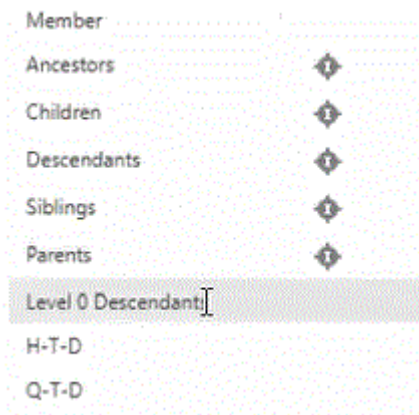 Member
Ancestors
Children
Descendants
Siblings
Parents
Level 0 Descendants
H-T-D
Q-T-D